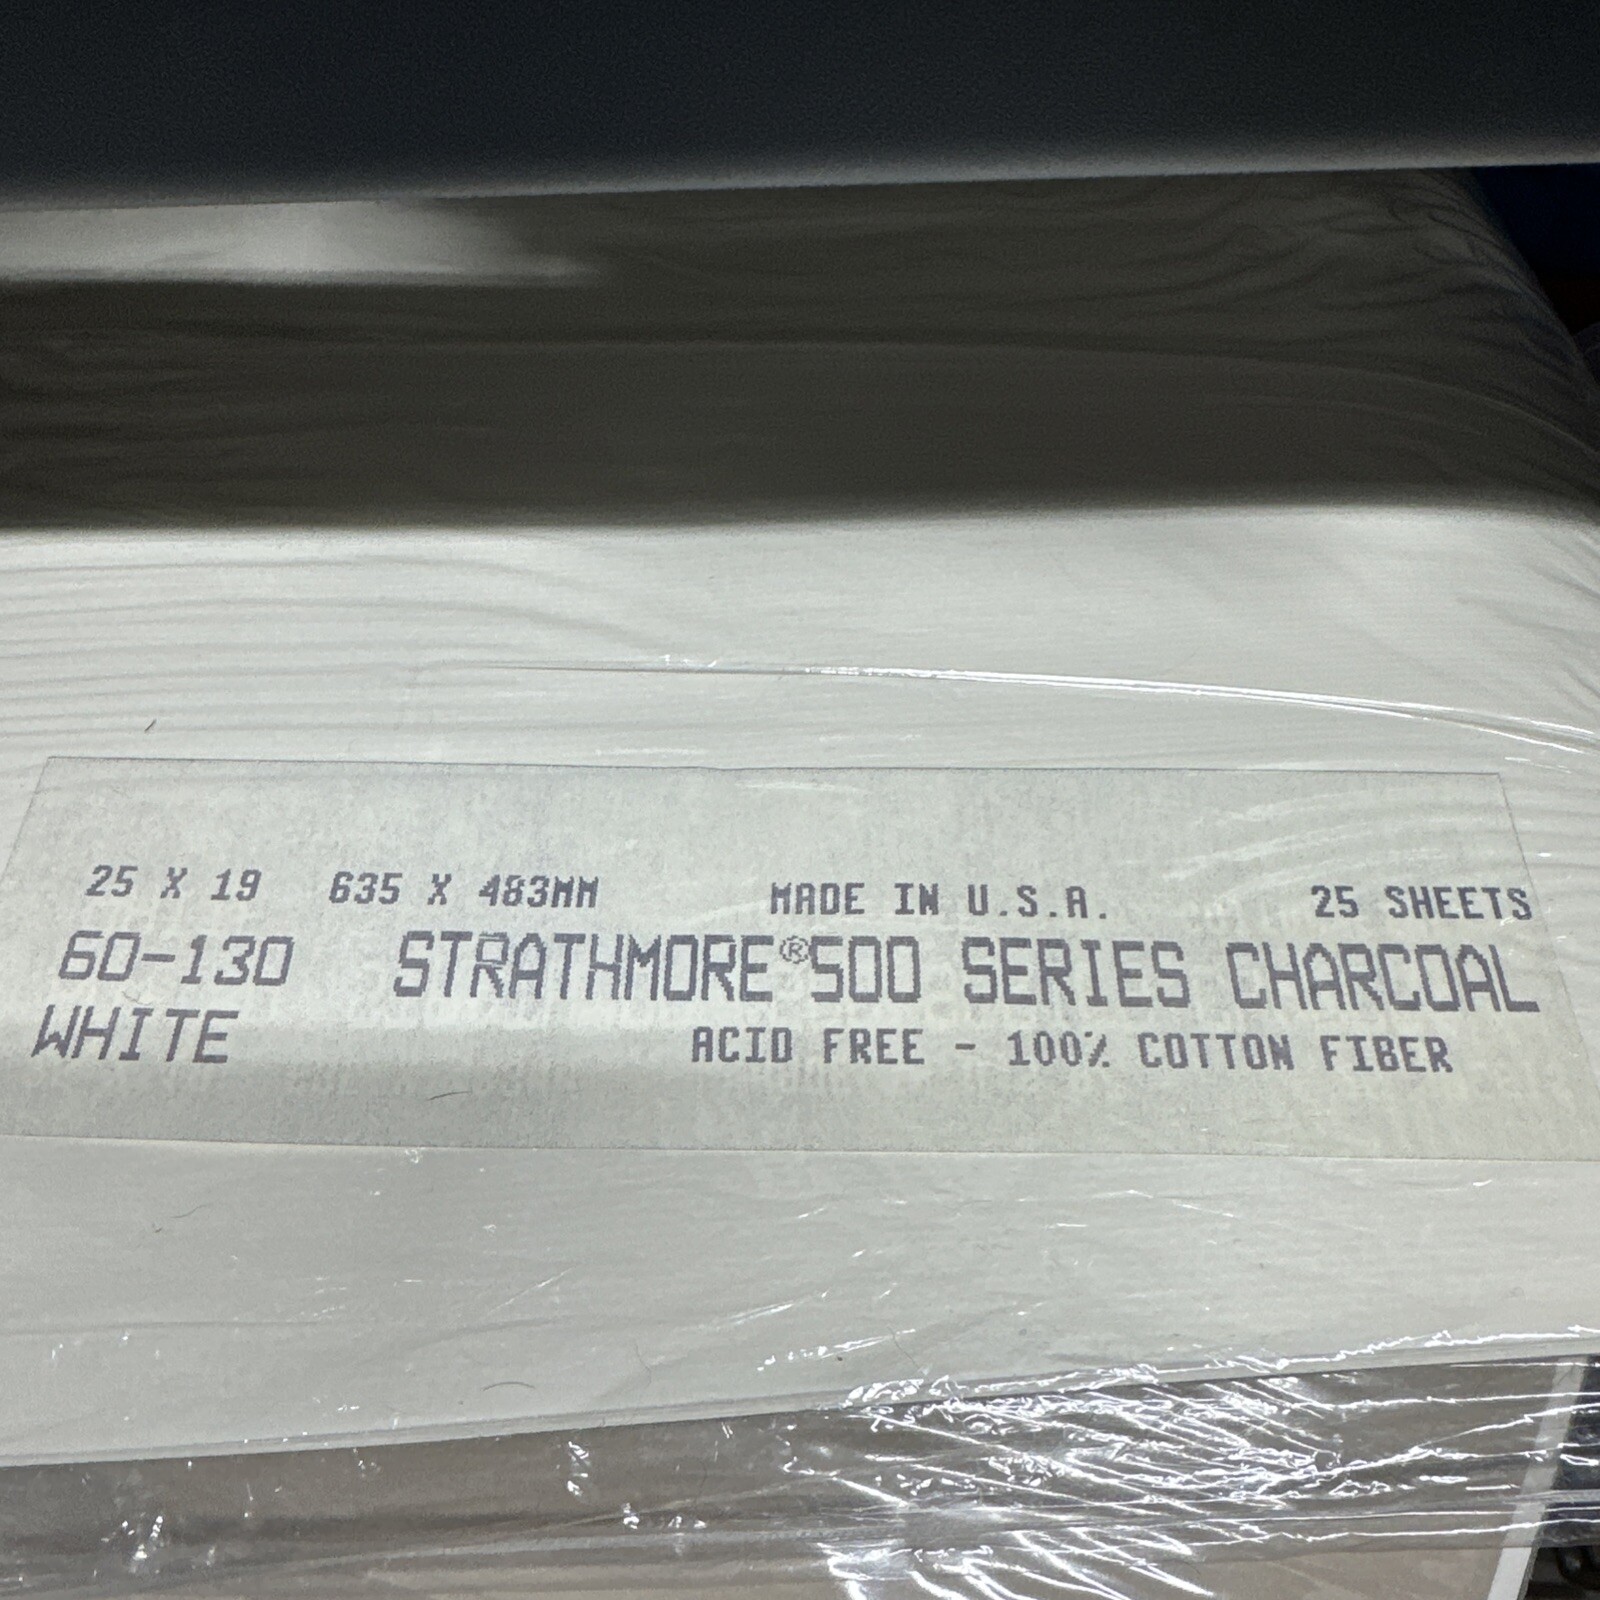 25 X 19 635 X 483MM MADE IN U.S.A. 25 SHEETS
60-130 STRATHMORE® 500 SERIES CHARCOAL
WHITE ACID FREE - 100% COTTON FIBER